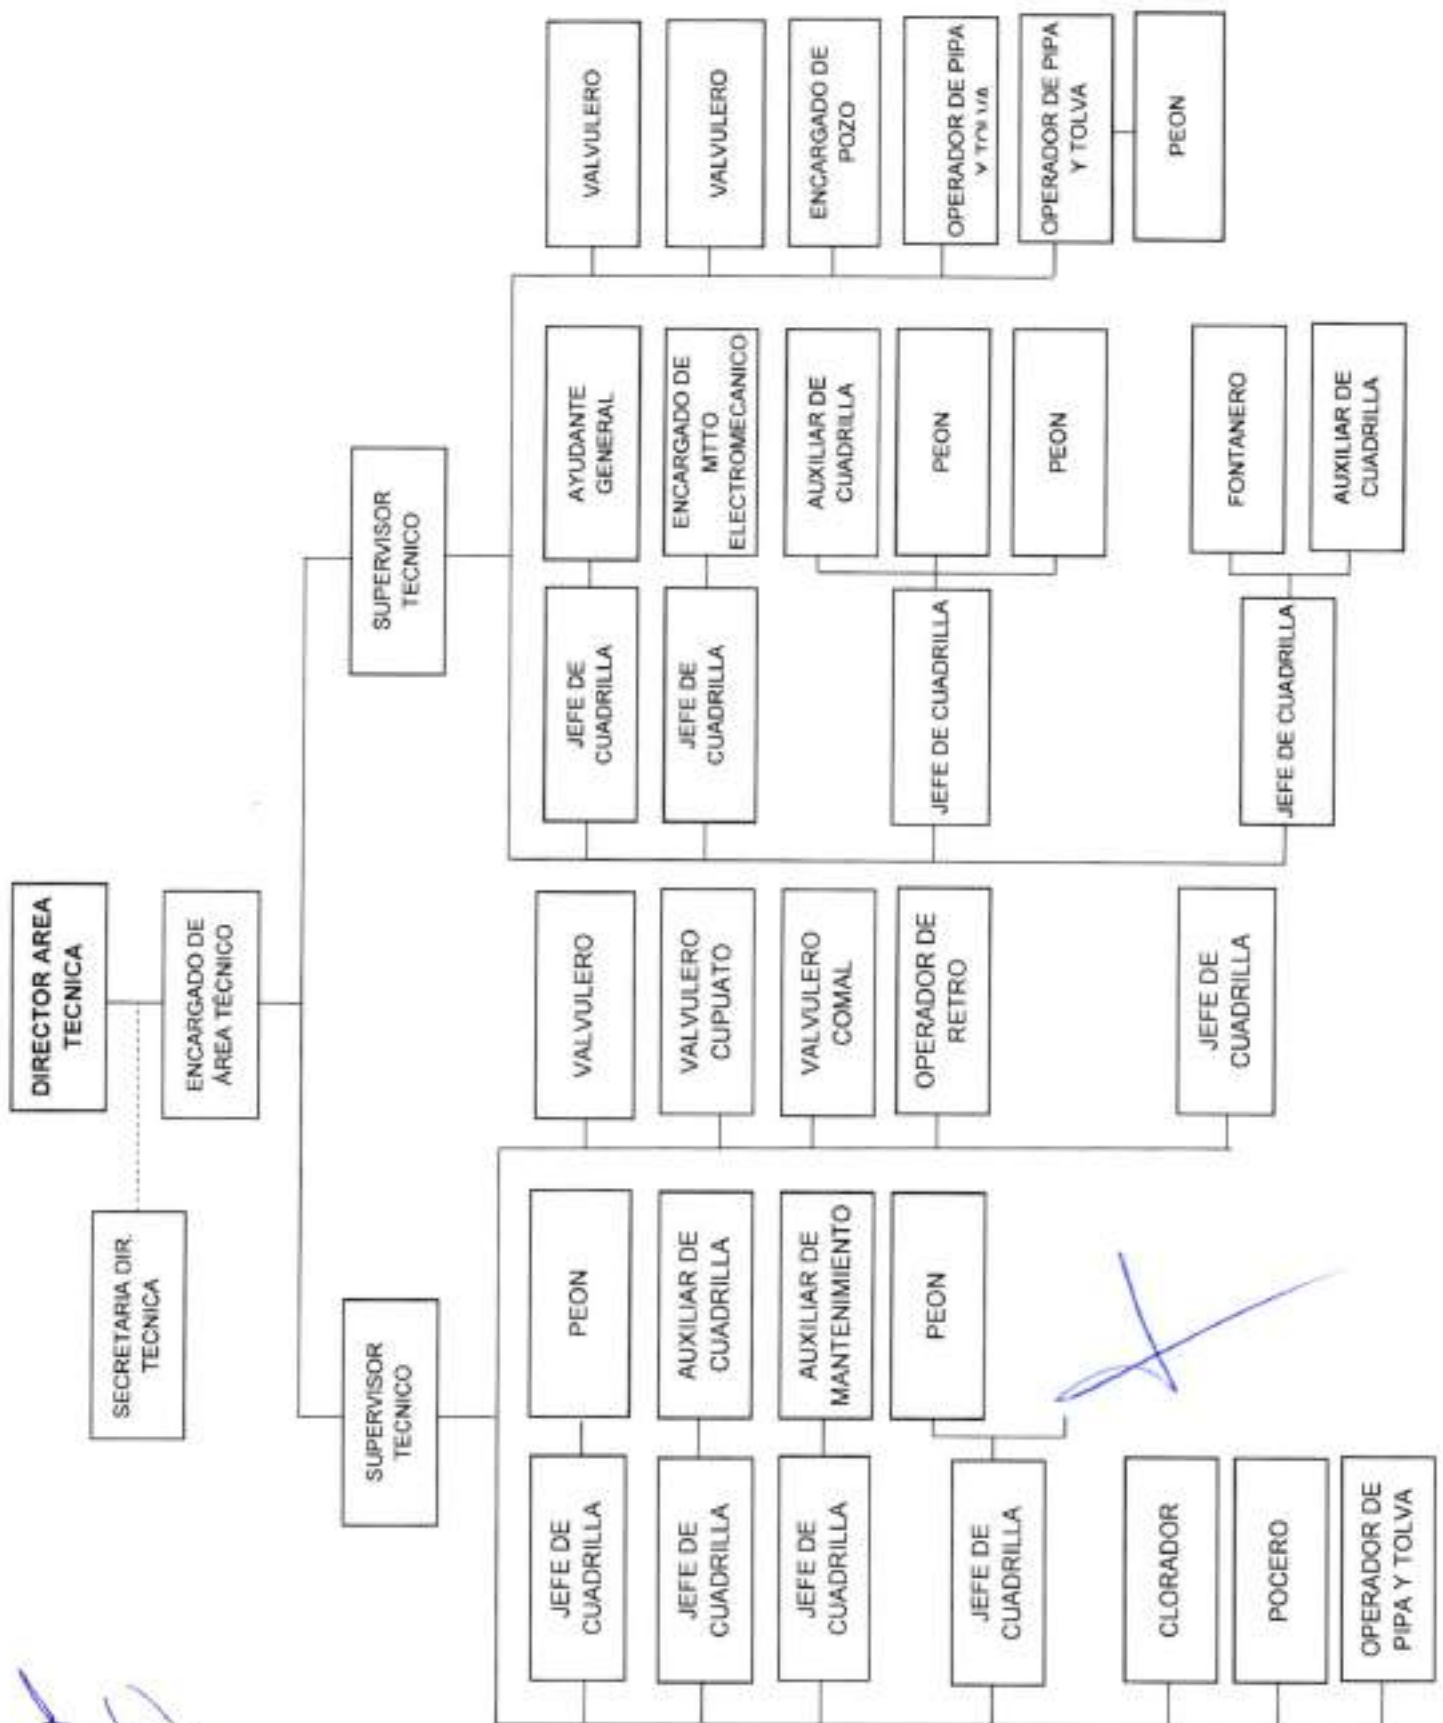 DIRECTOR AREA
TECNICA
SECRETARIA DIR.
TECNICA
ENCARGADO DE
ÁREA TÉCNICO
SUPERVISOR
TECNICO
SUPERVISOR
TECNICO
JEFE DE
CUADRILLA
PEON
JEFE DE
CUADRILLA
AUXILIAR DE
CUADRILLA
JEFE DE
CUADRILLA
AUXILIAR DE
MANTENIMIENTO
JEFE DE
CUADRILLA
PEON
CLORADOR
POCERO
OPERADOR DE
PIPA Y TOLVA
VALVULERO
VALVULERO
CUPUATO
VALVULERO
COMAL
OPERADOR DE
RETRO
JEFE DE
CUADRILLA
JEFE DE
CUADRILLA
AYUDANTE
GENERAL
JEFE DE
CUADRILLA
ENCARGADO DE
MTTO
ELECTROMECANICO
JEFE DE CUADRILLA
AUXILIAR DE
CUADRILLA
PEON
PEON
JEFE DE CUADRILLA
FONTANERO
AUXILIAR DE
CUADRILLA
VALVULERO
VALVULERO
ENCARGADO DE
POZO
OPERADOR DE PIPA
Y TOLVA
OPERADOR DE PIPA
Y TOLVA
PEON